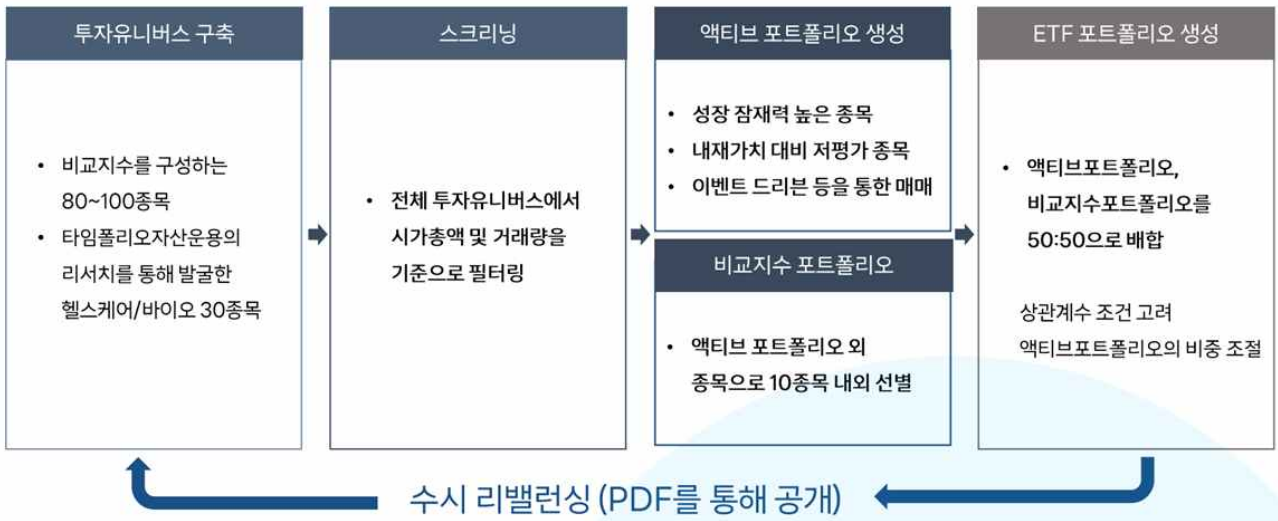 투자유니버스 구축
• 비교지수를 구성하는
80~100종목
• 타임폴리오자산운용의
리서치를 통해 발굴한
헬스케어/바이오 30종목
스크리닝
• 전체 투자유니버스에서
시가총액 및 거래량을
기준으로 필터링
액티브 포트폴리오 생성
• 성장 잠재력 높은 종목
• 내재가치 대비 저평가 종목
• 이벤트 드리븐 등을 통한 매매
비교지수 포트폴리오
• 액티브 포트폴리오 외
종목으로 10종목 내외 선별
ETF 포트폴리오 생성
• 액티브포트폴리오,
비교지수포트폴리오를
50:50으로 배합
상관계수 조건 고려
액티브포트폴리오의 비중 조절
수시 리밸런싱 (PDF를 통해 공개)